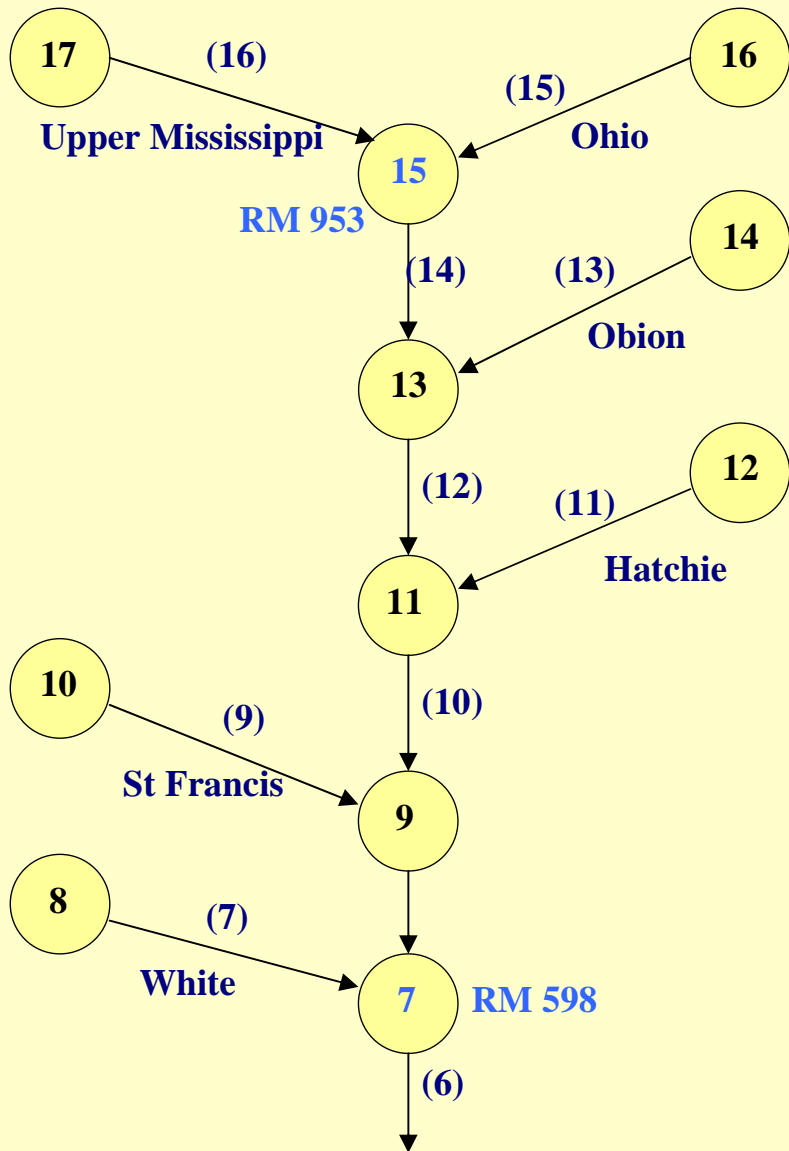 17
(16)
16
(15)
Upper Mississippi
Ohio
15
RM 953
14
(14)
(13)
Obion
13
12
(12)
(11)
Hatchie
11
10
(10)
(9)
St Francis
9
8
(7)
White
7
RM 598
(6)